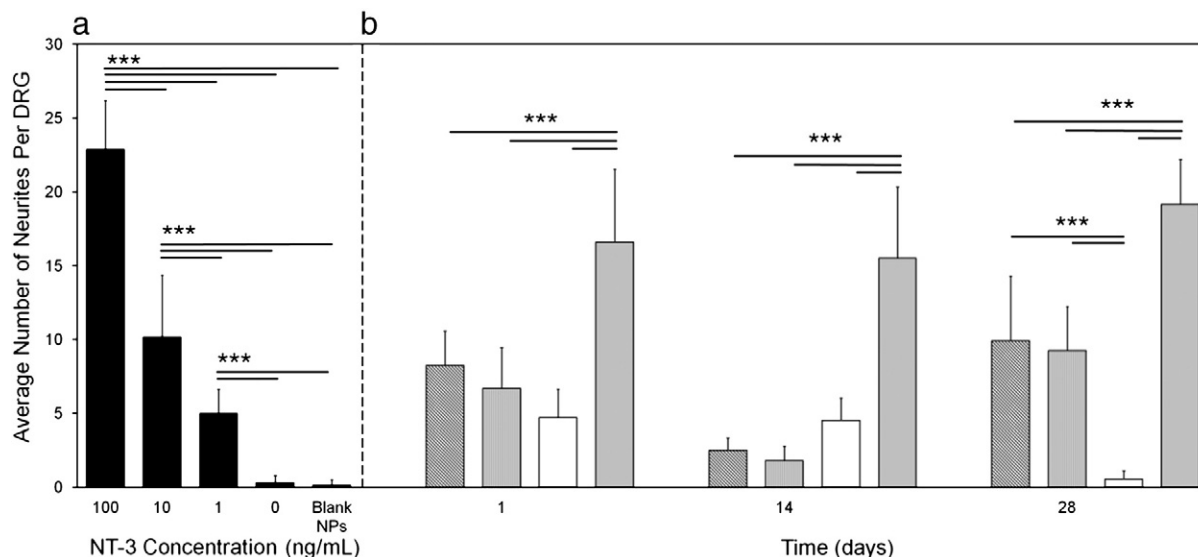 a
b
Average Number of Neurites Per DRG
30
25
20
15
10
5
0
***
***
***
***
***
***
***
100 10 1 0 Blank NPs
NT-3 Concentration (ng/mL)
1 14 28
Time (days)